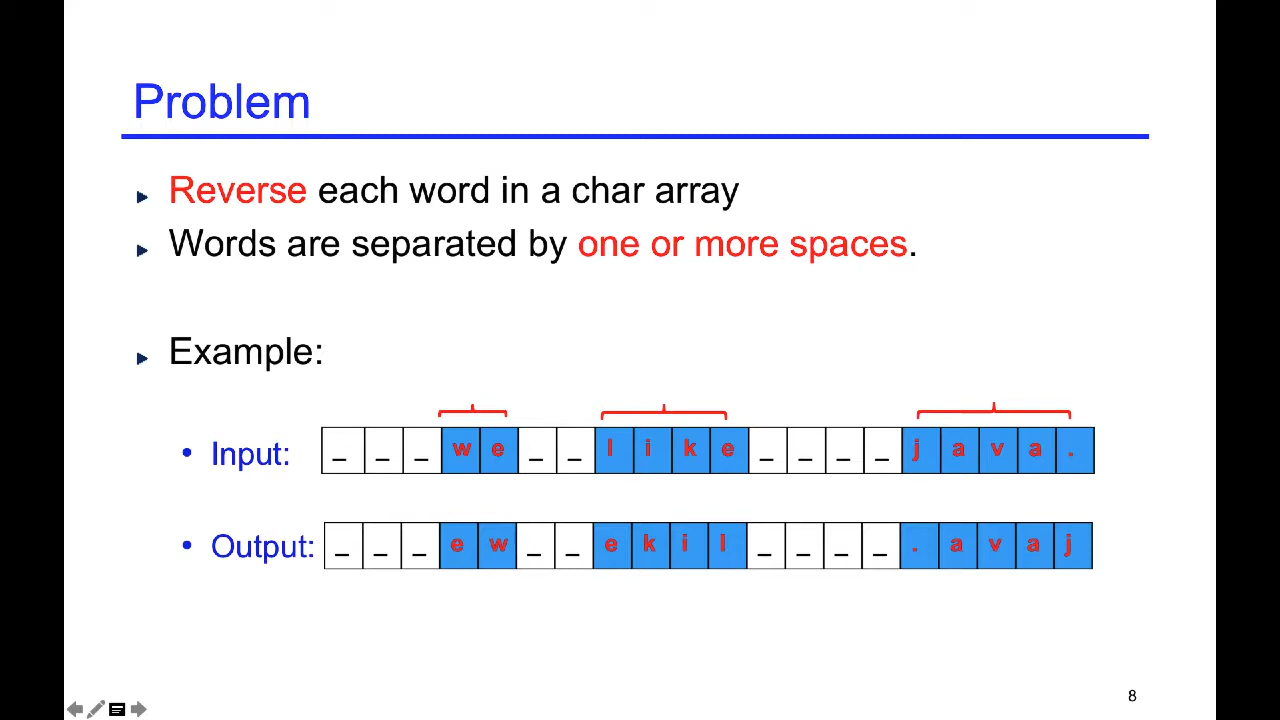 Problem
Reverse each word in a char array
Words are separated by one or more spaces.
Example:
• Input: _ _ _ w e _ _ l i k e _ _ _ _ j a v a .
• Output: _ _ _ e w _ _ e k i l _ _ _ _ . a v a j
8